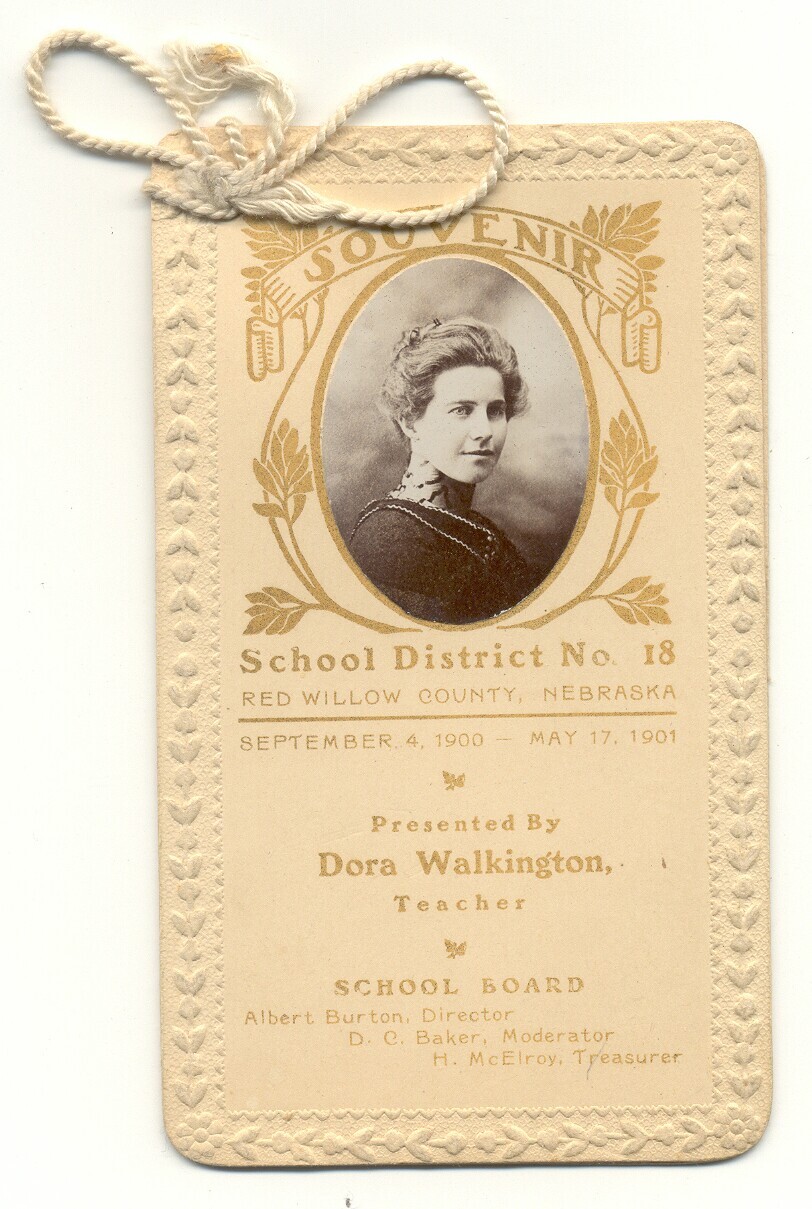 SOUVENIR
School District No. 18
RED WILLOW COUNTY, NEBRASKA
SEPTEMBER 4, 1900 — MAY 17, 1901
Presented By
Dora Walkington,
Teacher
SCHOOL BOARD
Albert Burton, Director
D. C. Baker, Moderator
H. McElroy, Treasurer